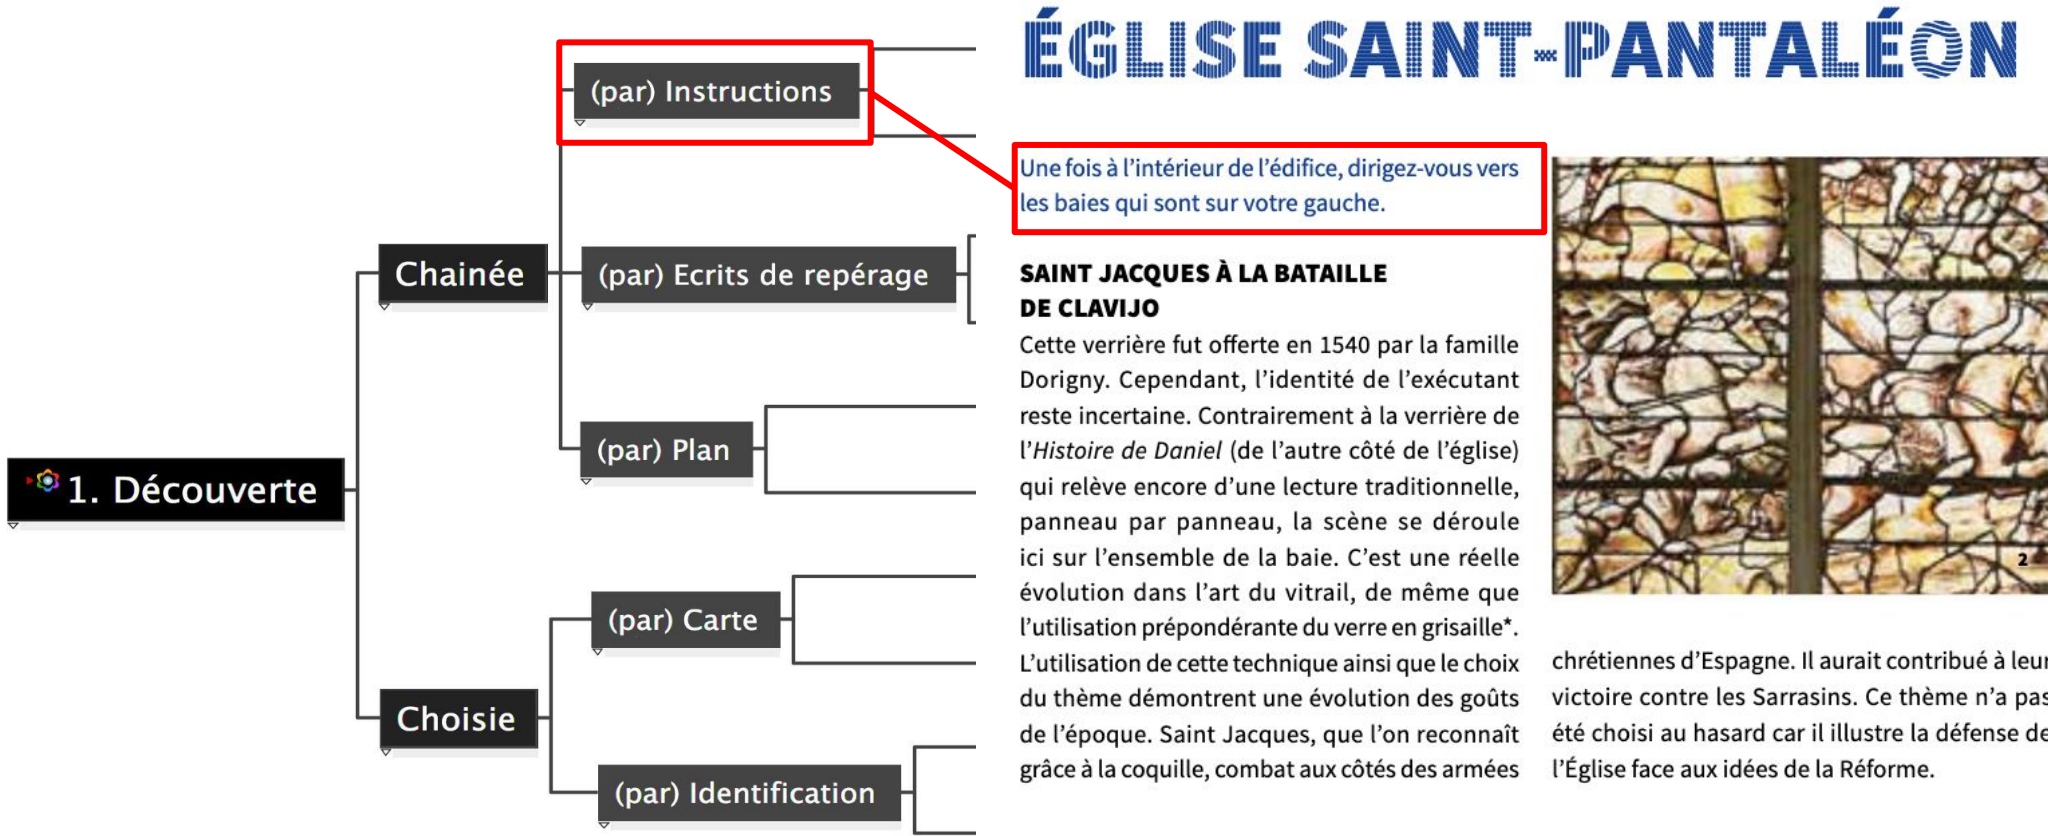 (par) Instructions
Chainée
(par) Ecrits de repérage
(par) Plan
1. Découverte
(par) Carte
Choisie
(par) Identification
ÉGLISE SAINT-PANTALÉON
Une fois à l’intérieur de l’édifice, dirigez-vous vers
les baies qui sont sur votre gauche.
SAINT JACQUES À LA BATAILLE
DE CLAVIJO
Cette verrière fut offerte en 1540 par la famille
Dorigny. Cependant, l’identité de l’exécutant
reste incertaine. Contrairement à la verrière de
l’Histoire de Daniel (de l’autre côté de l’église)
qui relève encore d’une lecture traditionnelle,
panneau par panneau, la scène se déroule
ici sur l’ensemble de la baie. C’est une réelle
évolution dans l’art du vitrail, de même que
l’utilisation prépondérante du verre en grisaille*.
L’utilisation de cette technique ainsi que le choix
du thème démontrent une évolution des goûts
de l’époque. Saint Jacques, que l’on reconnaît
grâce à la coquille, combat aux côtés des armées
2
chrétiennes d’Espagne. Il aurait contribué à leur
victoire contre les Sarrasins. Ce thème n’a pas
été choisi au hasard car il illustre la défense de
l’Église face aux idées de la Réforme.